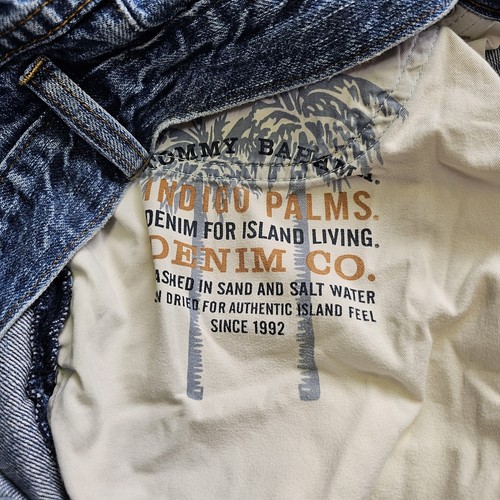 TOMMY BAHAMA.
INDIGO PALMS.
DENIM FOR ISLAND LIVING.
DENIM CO.
WASHED IN SAND AND SALT WATER
N DRIED FOR AUTHENTIC ISLAND FEEL
SINCE 1992